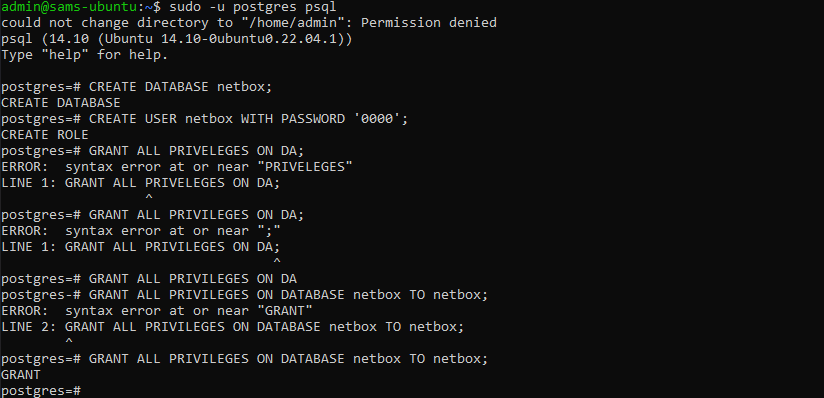 admin@sams-ubuntu:~$ sudo -u postgres psql
could not change directory to "/home/admin": Permission denied
psql (14.10 (Ubuntu 14.10-0ubuntu0.22.04.1))
Type "help" for help.

postgres=# CREATE DATABASE netbox;
CREATE DATABASE
postgres=# CREATE USER netbox WITH PASSWORD '0000';
CREATE ROLE
postgres=# GRANT ALL PRIVELEGES ON DA;
ERROR:  syntax error at or near "PRIVELEGES"
LINE 1: GRANT ALL PRIVELEGES ON DA;
                  ^
postgres=# GRANT ALL PRIVILEGES ON DA;
ERROR:  syntax error at or near ";"
LINE 1: GRANT ALL PRIVILEGES ON DA;
                                  ^
postgres=# GRANT ALL PRIVILEGES ON DA
postgres-# GRANT ALL PRIVILEGES ON DATABASE netbox TO netbox;
ERROR:  syntax error at or near "GRANT"
LINE 2: GRANT ALL PRIVILEGES ON DATABASE netbox TO netbox;
        ^
postgres=# GRANT ALL PRIVILEGES ON DATABASE netbox TO netbox;
GRANT
postgres=#